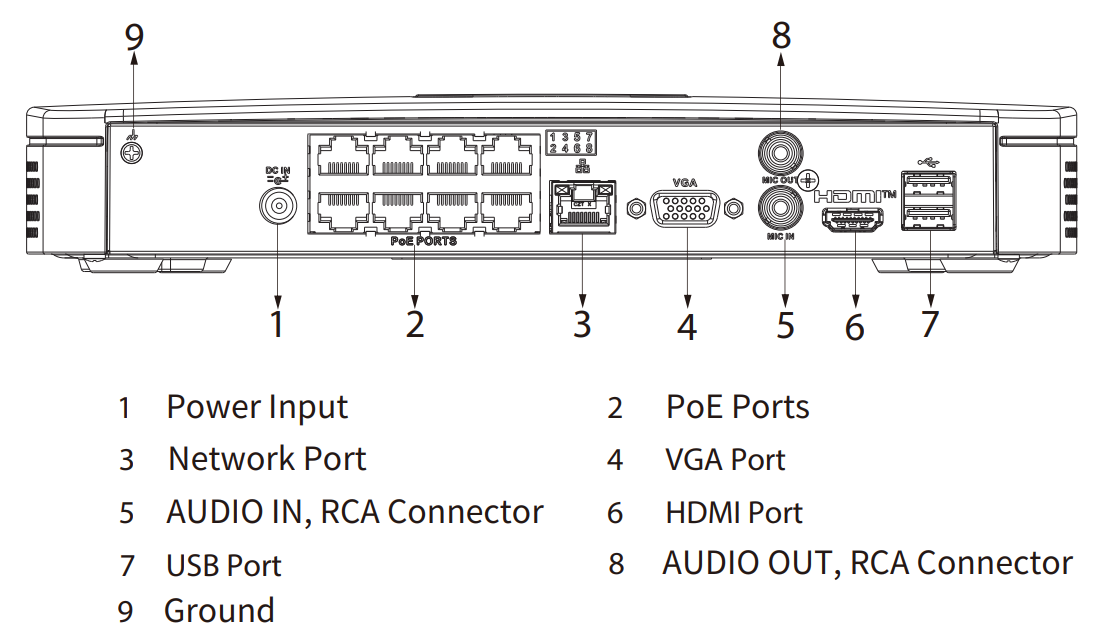 9 8
DC IN
1 3 5 7
2 4 6 8
VGA
MIC OUT
HDMI™
PoE PORTS
MIC IN
1 2 3 4 5 6 7
1 Power Input 2 PoE Ports
3 Network Port 4 VGA Port
5 AUDIO IN, RCA Connector 6 HDMI Port
7 USB Port 8 AUDIO OUT, RCA Connector
9 Ground